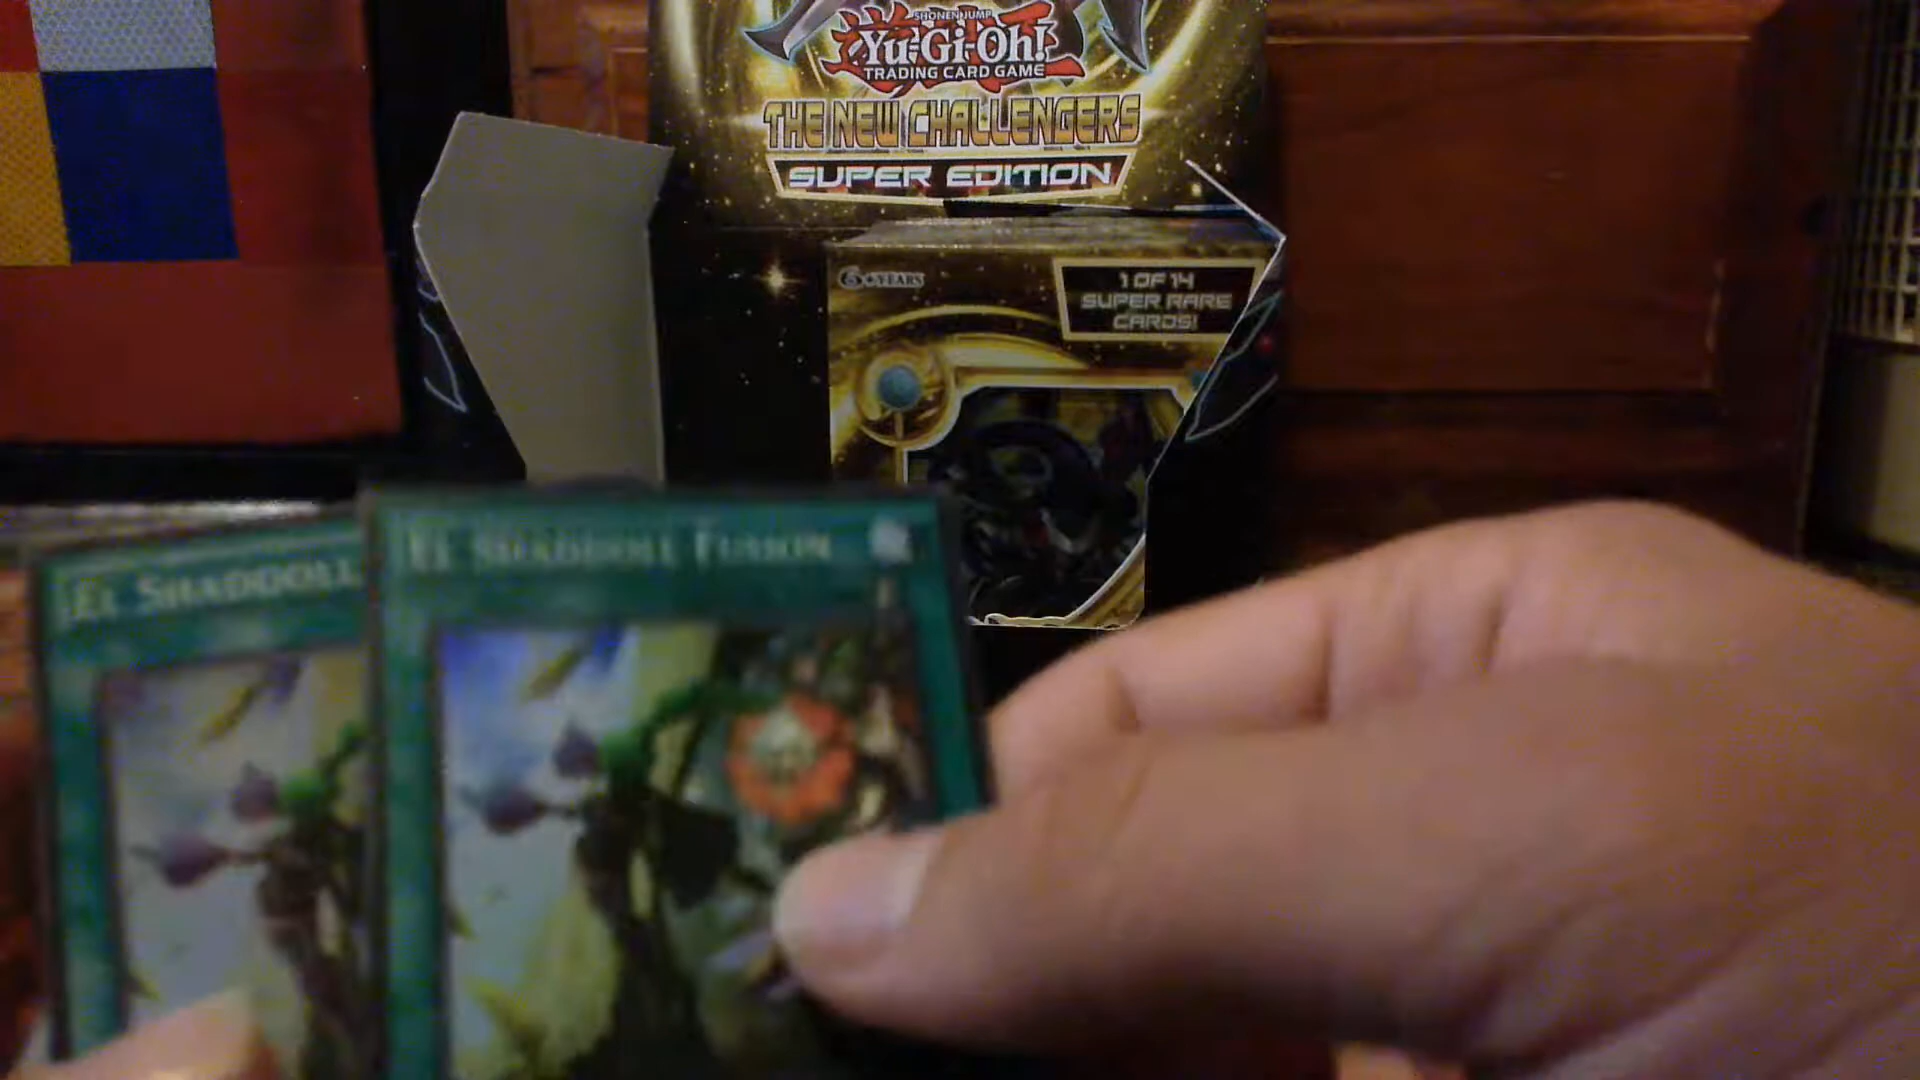 SHONEN JUMP
Yu-Gi-Oh!
TRADING CARD GAME
THE NEW CHALLENGERS
SUPER EDITION
6+ YEARS
1 OF 14
SUPER RARE
CARDS!
EL SHADDOLL
EL SHADDOLL FUSION